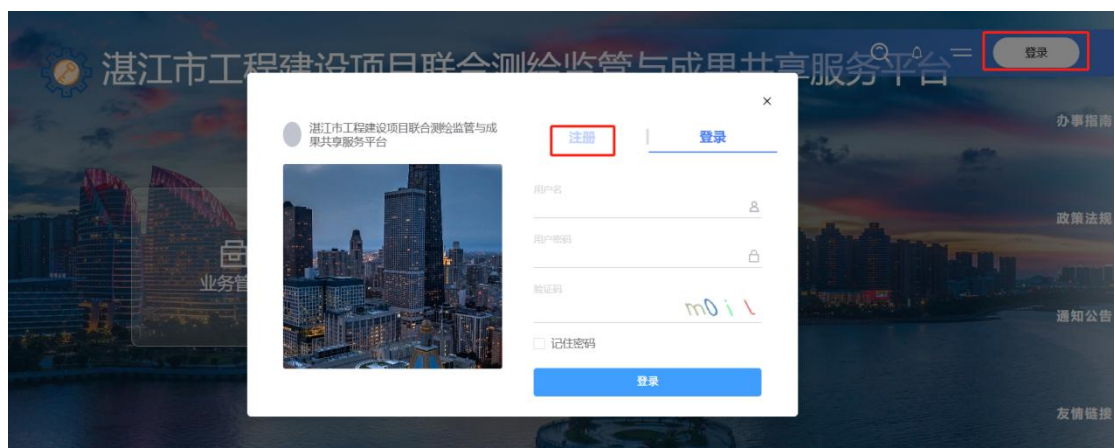 湛江市工程建设项目联合测绘监管与成果共享服务平台
登录
×
湛江市工程建设项目联合测绘监管与成
果共享服务平台
注册
登录
用户名
用户密码
验证码
m0il
记住密码
登录
业务管
办事指南
政策法规
通知公告
友情链接